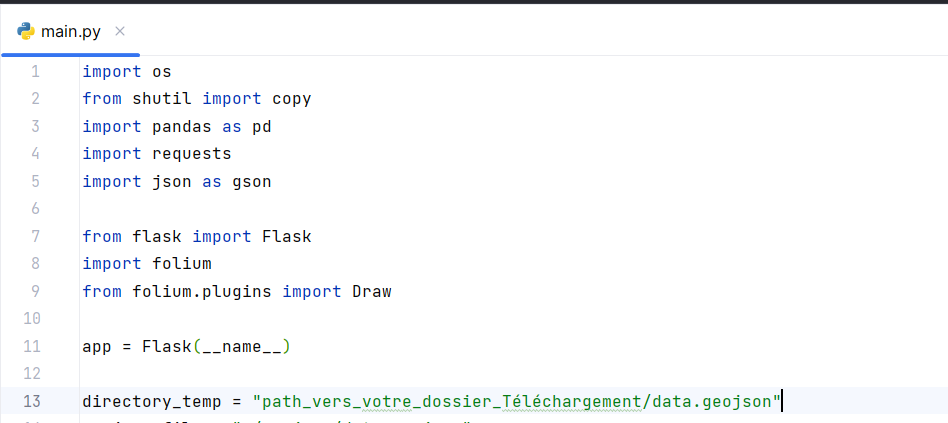 main.py
1 import os
2 from shutil import copy
3 import pandas as pd
4 import requests
5 import json as gson
6
7 from flask import Flask
8 import folium
9 from folium.plugins import Draw
10
11 app = Flask(__name__)
12
13 directory_temp = "path_vers_votre_dossier_Téléchargement/data.geojson"